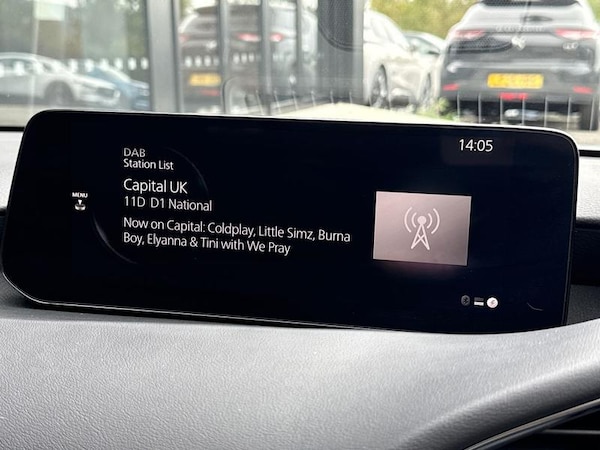 14:05
DAB
Station List
Capital UK
11D D1 National
MENU
Now on Capital: Coldplay, Little Simz, Burna
Boy, Elyanna & Tini with We Pray